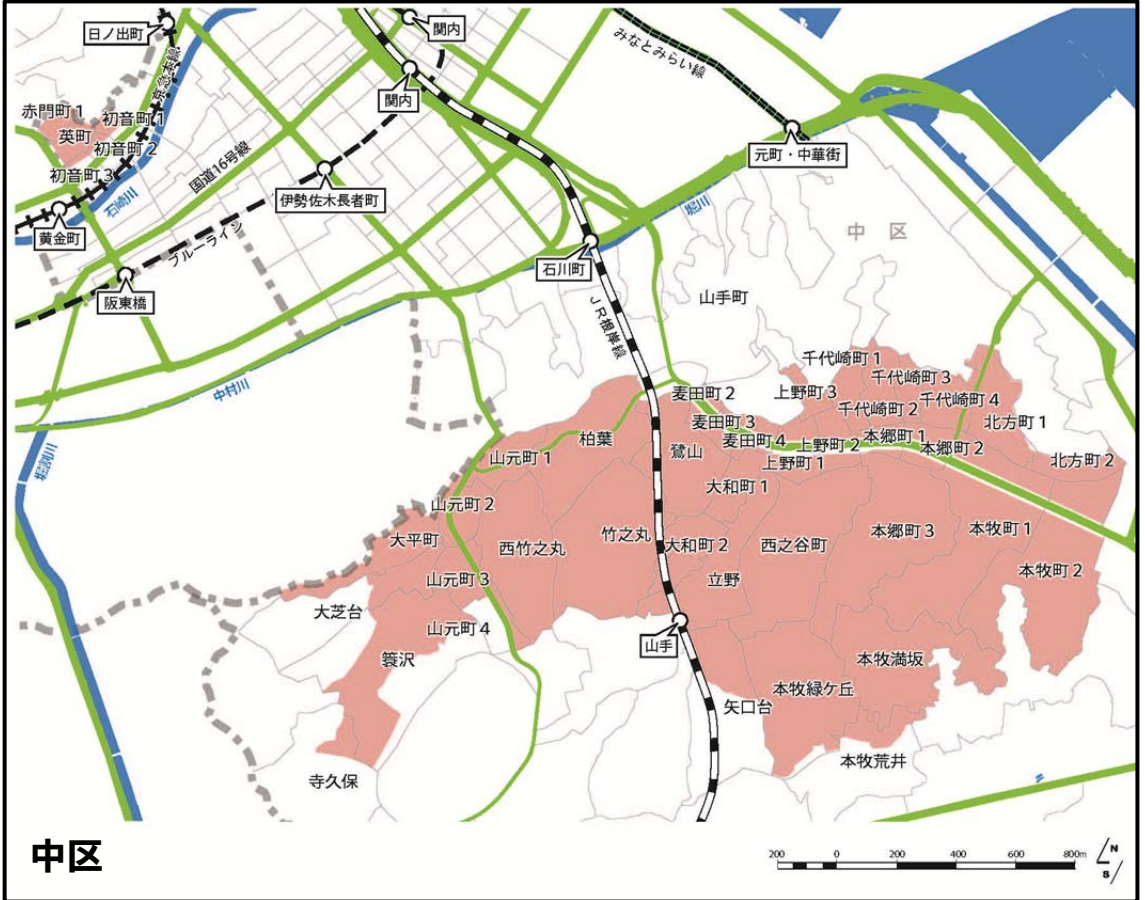 関内
日ノ出町
みなとみらい線
京急本線
関内
赤門町1
初音町1
英町
初音町2
元町・中華街
国道16号線
初音町3
伊勢佐木長者町
石崎川
堀川
中区
黄金町
ブルーライン
石川町
阪東橋
山手町
JR根岸線
千代崎町1
千代崎町3
中村川
麦田町2
上野町3
千代崎町4
千代崎町2
麦田町3
北方町1
柏葉
麦田町4
上野町2
本郷町1
本郷町2
鷺山
山元町1
上野町1
北方町2
堀割川
大和町1
山元町2
本郷町3
本牧町1
竹之丸
大平町
西竹之丸
大和町2
西之谷町
本牧町2
山元町3
立野
大芝台
山元町4
山手
簑沢
本牧満坂
本牧緑ケ丘
矢口台
本牧荒井
寺久保
中区
200 0 200 400 600 800m
N
S